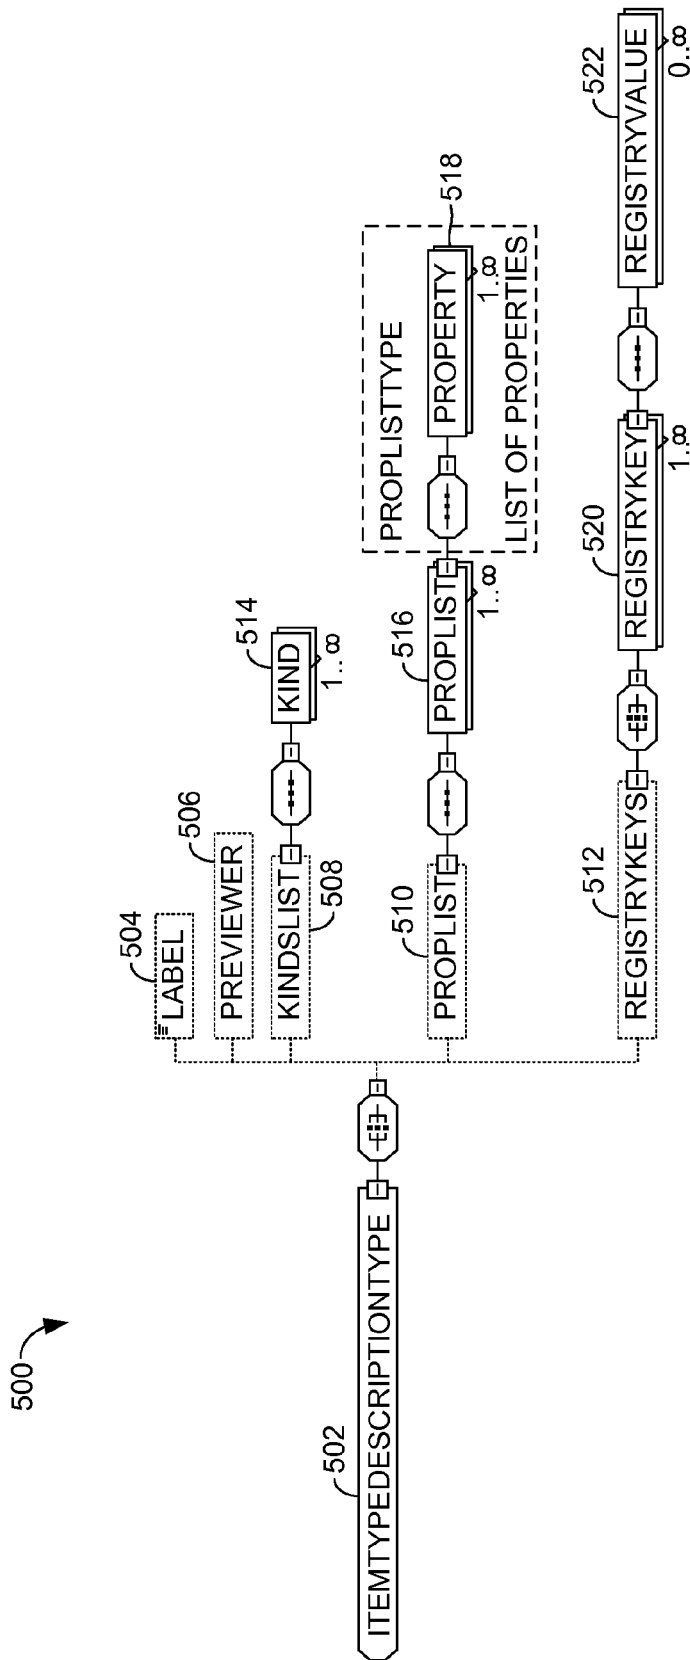 500
502
ITEMTYPEDESCRIPTIONTYPE
504
LABEL
506
PREVIEWER
KINDSLIST
508
514
KIND
1..∞
510
PROPLIST
516
PROPLIST
1..∞
PROPLISTTYPE
PROPERTY
518
1..∞
LIST OF PROPERTIES
512
REGISTRYKEYS
520
REGISTRYKEY
1..∞
522
REGISTRYVALUE
0..∞